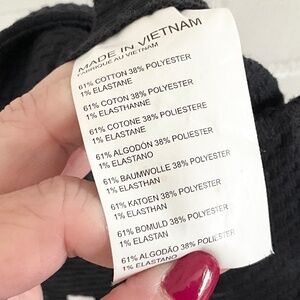 MADE IN VIETNAM
FABRIQUE AU VIETNAM
61% COTTON 38% POLYESTER
1% ELASTANE
61% COTON 38% POLYESTER
1% ELASTHANNE
61% COTONE 38% POLIESTERE
1% ELASTANE
61% ALGODÓN 38% POLIESTER
1% ELASTANO
61% BAUMWOLLE 38% POLYESTER
1% ELASTHAN
61% KATOEN 38% POLYESTER
1% ELASTHAN
61% BOMULD 38% POLYESTER
1% ELASTAN
61% ALGODÃO 38% POLIÉSTER
1% ELASTANO